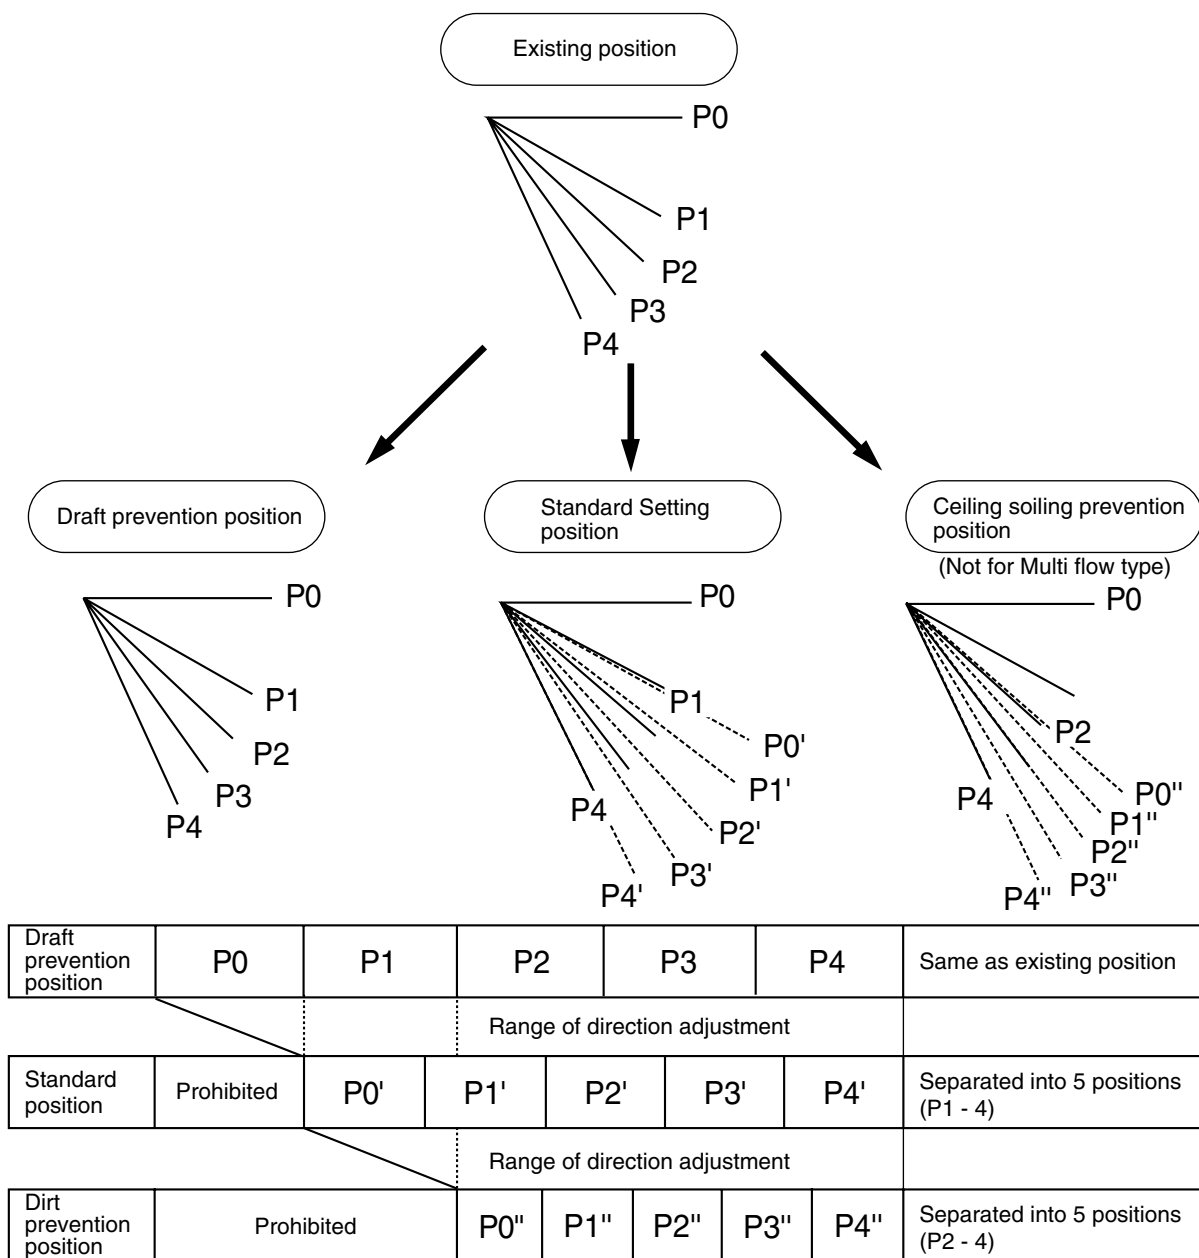 Existing position
P0
P1
P2
P3
P4
Draft prevention position
P0
P1
P2
P3
P4
Standard Setting
position
P0
P1
P0'
P1'
P4
P2'
P3'
P4'
Ceiling soiling prevention
position
(Not for Multi flow type)
P0
P2
P4
P0''
P1''
P2''
P3''
P4''
Draft
prevention
position
P0
P1
P2
P3
P4
Same as existing position
Range of direction adjustment
Standard
position
Prohibited
P0'
P1'
P2'
P3'
P4'
Separated into 5 positions
(P1 - 4)
Range of direction adjustment
Dirt
prevention
position
Prohibited
P0''
P1''
P2''
P3''
P4''
Separated into 5 positions
(P2 - 4)